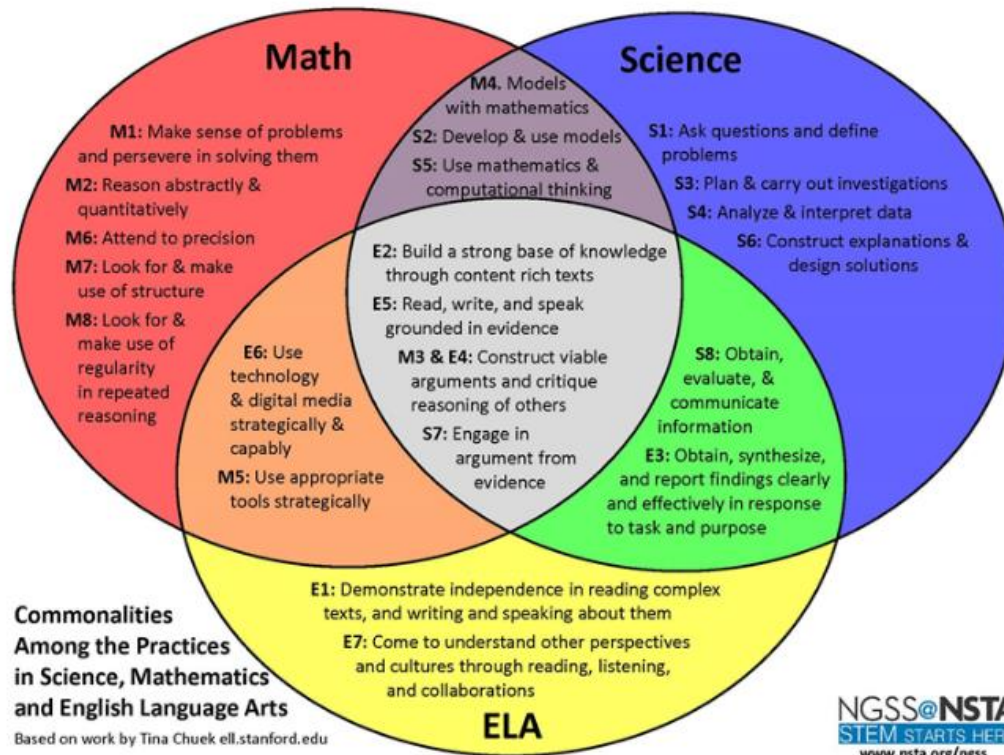 Math
Science
M4. Models
with mathematics
S2: Develop & use models
S5: Use mathematics &
computational thinking
M1: Make sense of problems
and persevere in solving them
M2: Reason abstractly &
quantitatively
M6: Attend to precision
M7: Look for & make
use of structure
M8: Look for &
make use of
regularity
in repeated
reasoning
S1: Ask questions and define
problems
S3: Plan & carry out investigations
S4: Analyze & interpret data
S6: Construct explanations &
design solutions
E2: Build a strong base of knowledge
through content rich texts
E5: Read, write, and speak
grounded in evidence
M3 & E4: Construct viable
arguments and critique
reasoning of others
S7: Engage in
argument from
evidence
E6: Use
technology
& digital media
strategically &
capably
M5: Use appropriate
tools strategically
S8: Obtain,
evaluate, &
communicate
information
E3: Obtain, synthesize,
and report findings clearly
and effectively in response
to task and purpose
E1: Demonstrate independence in reading complex
texts, and writing and speaking about them
E7: Come to understand other perspectives
and cultures through reading, listening,
and collaborations
ELA
Commonalities
Among the Practices
in Science, Mathematics
and English Language Arts
Based on work by Tina Chuek ell.stanford.edu
NGSS@NSTA
STEM STARTS HERE
www.nsta.org/ngss